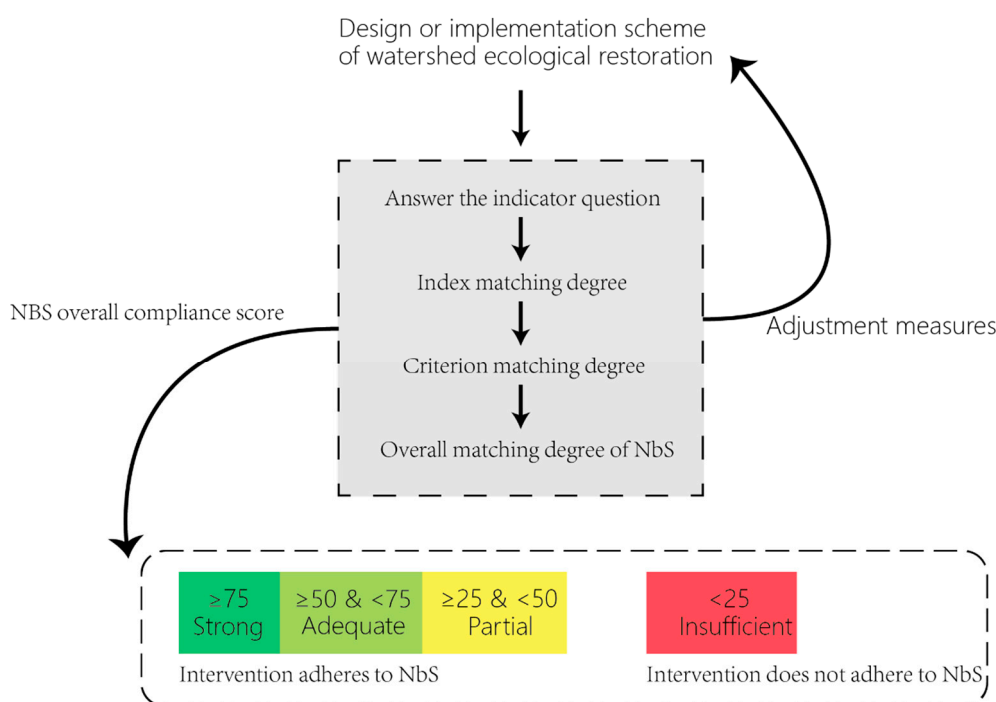 Design or implementation scheme
of watershed ecological restoration
Answer the indicator question
Index matching degree
NBS overall compliance score
Adjustment measures
Criterion matching degree
Overall matching degree of NbS
≥75
Strong
≥50 & <75
Adequate
≥25 & <50
Partial
<25
Insufficient
Intervention adheres to NbS
Intervention does not adhere to NbS